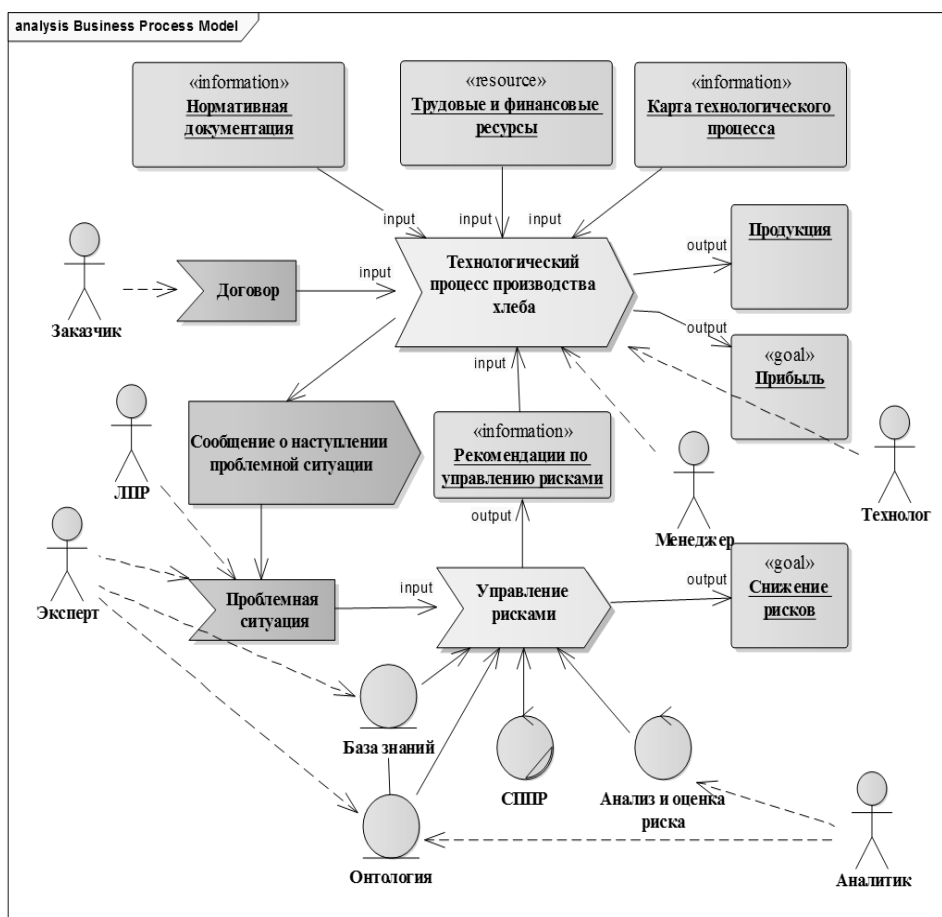 analysis Business Process Model
«information»
Нормативная
документация
«resource»
Трудовые и финансовые
ресурсы
«information»
Карта технологического
процесса
input
input
input
Заказчик
Договор
input
Технологический
процесс производства
хлеба
output
Продукция
output
«goal»
Прибыль
input
ЛПР
Сообщение о наступлении
проблемной ситуации
«information»
Рекомендации по
управлению рисками
Менеджер
Технолог
output
Эксперт
Проблемная
ситуация
input
Управление
рисками
output
«goal»
Снижение
рисков
База знаний
СППР
Анализ и оценка
риска
Онтология
Аналитик